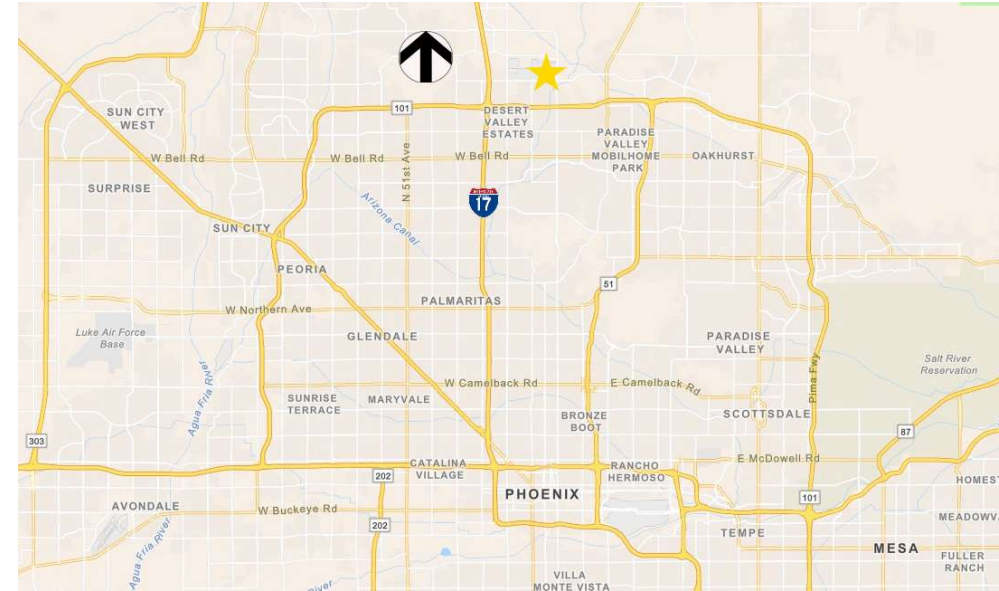 101
SUN CITY
WEST
DESERT
VALLEY
ESTATES
PARADISE
VALLEY
MOBILHOME
PARK
OAKHURST
W Bell Rd
W Bell Rd
W Bell Rd
N 51st Ave
SURPRISE
Arizona Canal
17
SUN CITY
PEORIA
51
PALMARITAS
W Northern Ave
Luke Air Force
Base
GLENDALE
PARADISE
VALLEY
Salt River
Reservation
Agua Fria River
W Camelback Rd
E Camelback Rd
Pima Fwy
SUNRISE
TERRACE
MARYVALE
BRONZE
BOOT
SCOTTSDALE
303
87
E McDowell Rd
CATALINA
VILLAGE
RANCHO
HERMOSO
202
HOMEST
PHOENIX
101
AVONDALE
W Buckeye Rd
202
TEMPE
MEADOWV
Agua Fria River
MESA
FULLER
RANCH
VILLA
MONTE VISTA
River